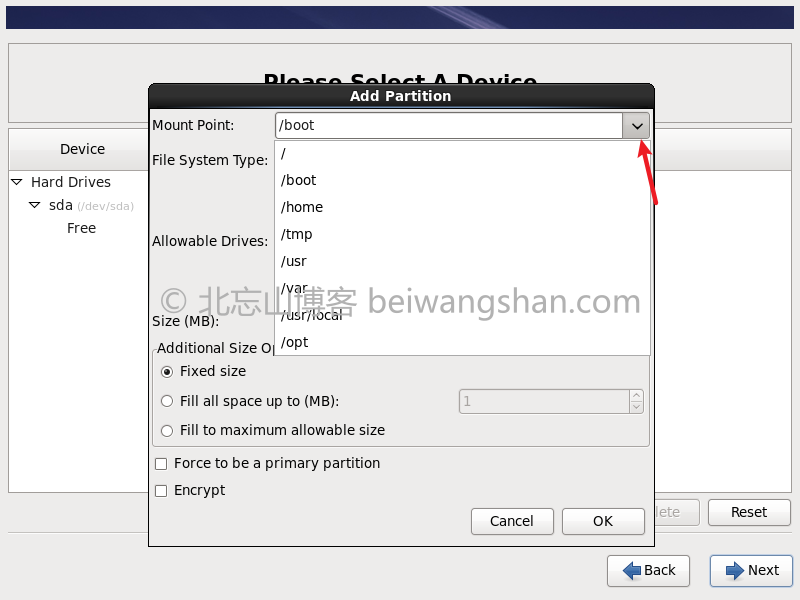 Please Select A Device
Add Partition
Mount Point:
/boot
Device
/
File System Type:
/boot
Hard Drives
/home
sda (/dev/sda)
Free
/tmp
Allowable Drives:
/usr
/var
© 北忘山博客 beiwangshan.com
/usr/local
Size (MB):
/opt
Additional Size Op
Fixed size
Fill all space up to (MB):
1
Fill to maximum allowable size
Force to be a primary partition
Encrypt
Cancel
OK
lete
Reset
Back
Next